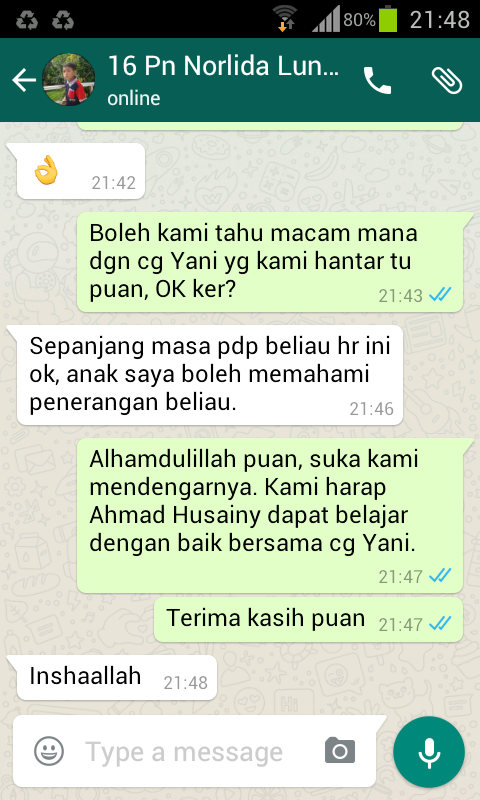 80% 21:48
16 Pn Norlida Lun...
online
👌
21:42
Boleh kami tahu macam mana
dgn cg Yani yg kami hantar tu
puan, OK ker?
21:43
Sepanjang masa pdp beliau hr ini
ok, anak saya boleh memahami
penerangan beliau.
21:46
Alhamdulillah puan, suka kami
mendengarnya. Kami harap
Ahmad Husainy dapat belajar
dengan baik bersama cg Yani.
21:47
Terima kasih puan 21:47
Inshaallah 21:48
Type a message